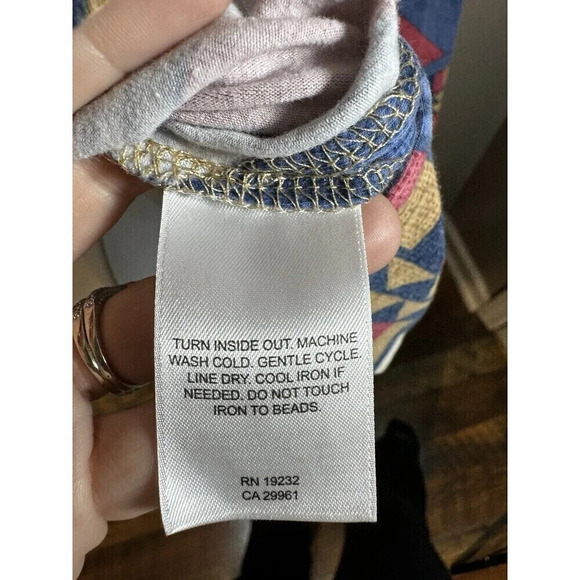 TURN INSIDE OUT. MACHINE
WASH COLD. GENTLE CYCLE.
LINE DRY. COOL IRON IF
NEEDED. DO NOT TOUCH
IRON TO BEADS.
RN 19232
CA 29961